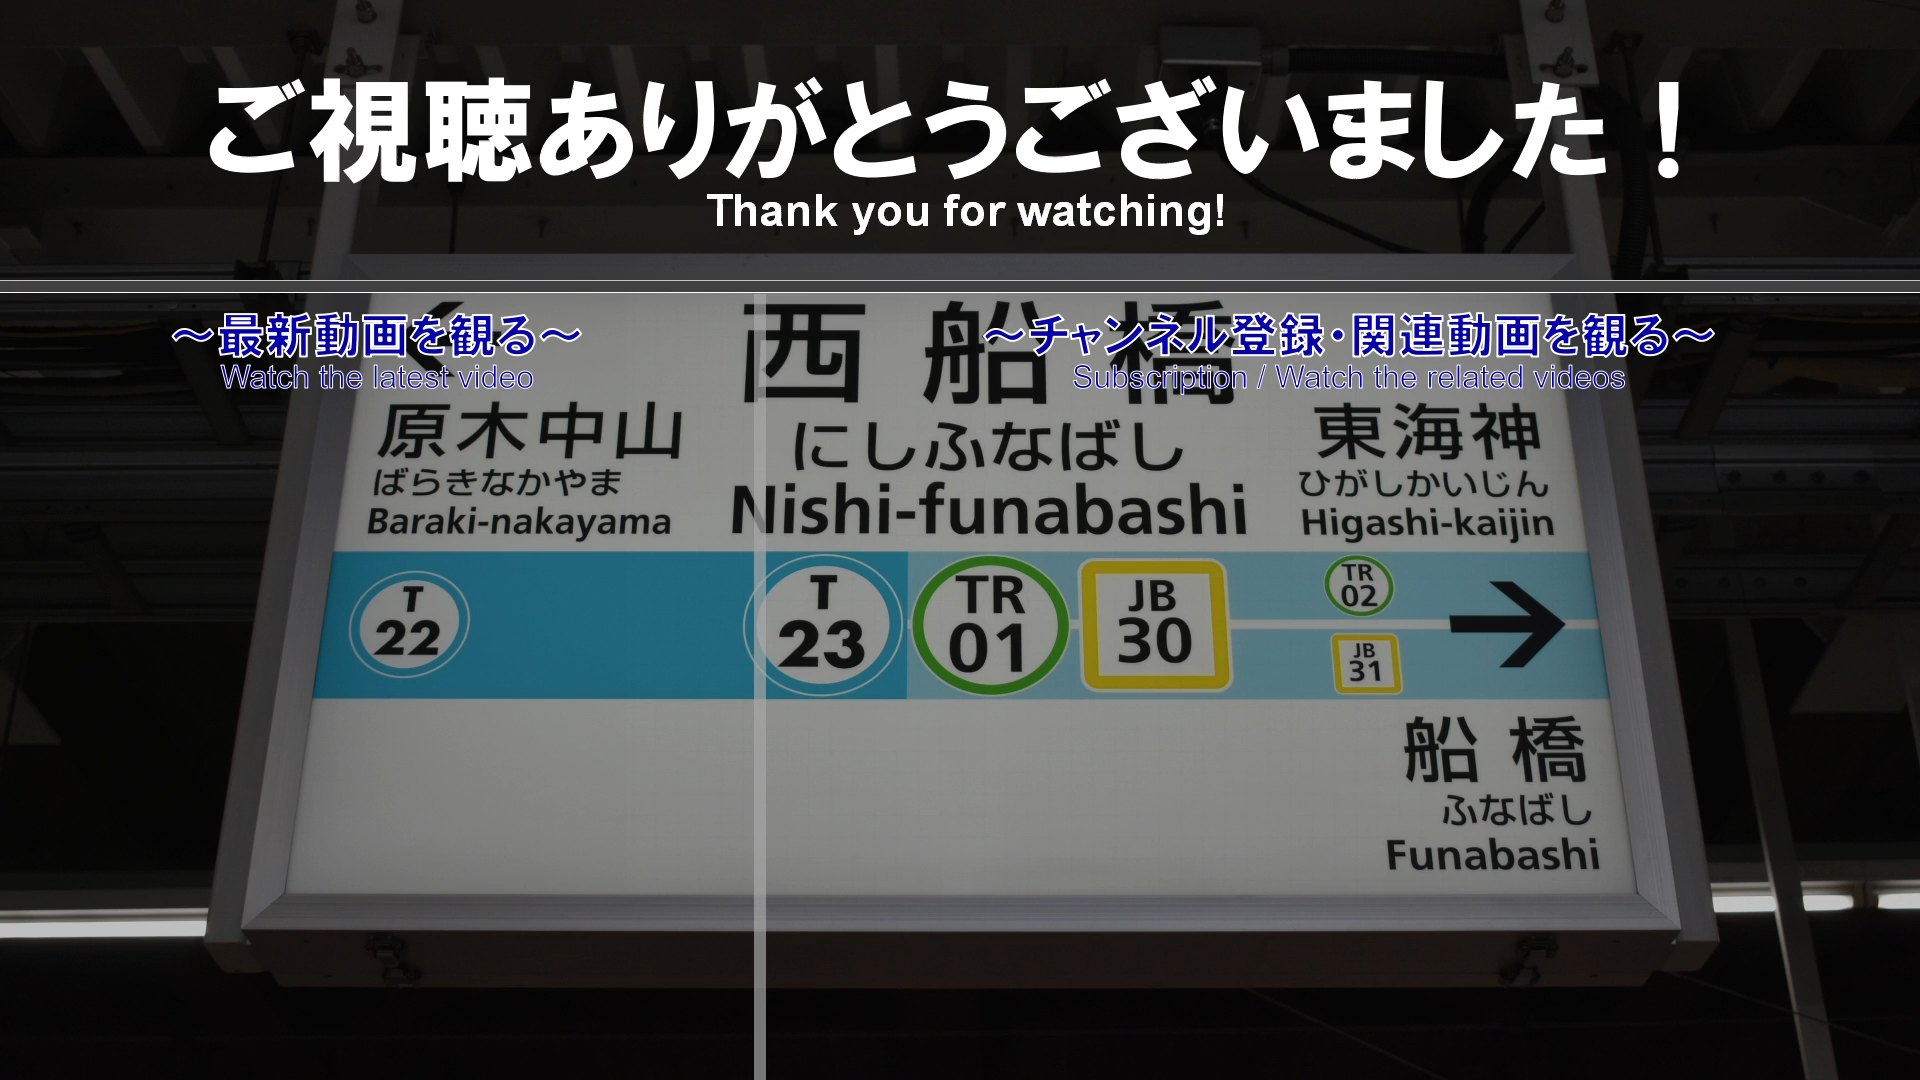 ご視聴ありがとうございました！
Thank you for watching!
～最新動画を観る～
Watch the latest video
～チャンネル登録・関連動画を観る～
Subscription / Watch the related videos
西船橋
にしふなばし
Nishi-funabashi
原木中山
ばらきなかやま
Baraki-nakayama
東海神
ひがしかいじん
Higashi-kaijin
T
22
T
23
TR
01
JB
30
TR
02
JB
31
船橋
ふなばし
Funabashi